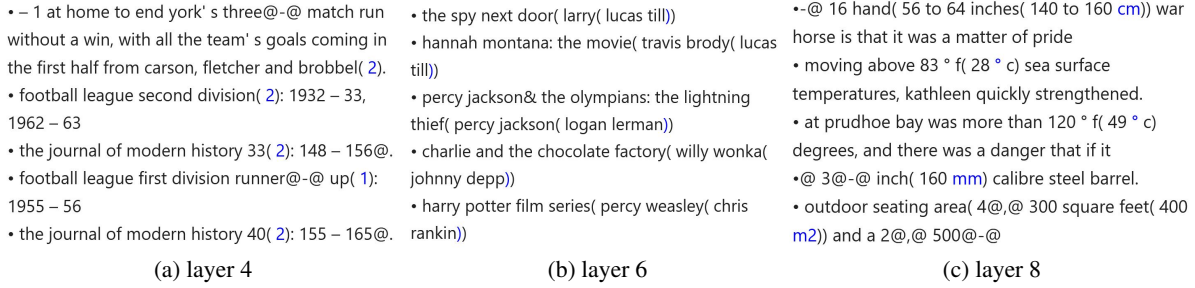 • – 1 at home to end york' s three@-@ match run
without a win, with all the team' s goals coming in
the first half from carson, fletcher and brobbel( 2).
• football league second division( 2): 1932 – 33,
1962 – 63
• the journal of modern history 33( 2): 148 – 156@.
• football league first division runner@-@ up( 1):
1955 – 56
• the journal of modern history 40( 2): 155 – 165@.
(a) layer 4
• the spy next door( larry( lucas till))
• hannah montana: the movie( travis brody( lucas
till))
• percy jackson& the olympians: the lightning
thief( percy jackson( logan lerman))
• charlie and the chocolate factory( willy wonka(
johnny depp))
• harry potter film series( percy weasley( chris
rankin))
(b) layer 6
•-@ 16 hand( 56 to 64 inches( 140 to 160 cm)) war
horse is that it was a matter of pride
• moving above 83 ° f( 28 ° c) sea surface
temperatures, kathleen quickly strengthened.
• at prudhoe bay was more than 120 ° f( 49 ° c)
degrees, and there was a danger that if it
•@ 3@-@ inch( 160 mm) calibre steel barrel.
• outdoor seating area( 4@,@ 300 square feet( 400
m2)) and a 2@,@ 500@-@
(c) layer 8